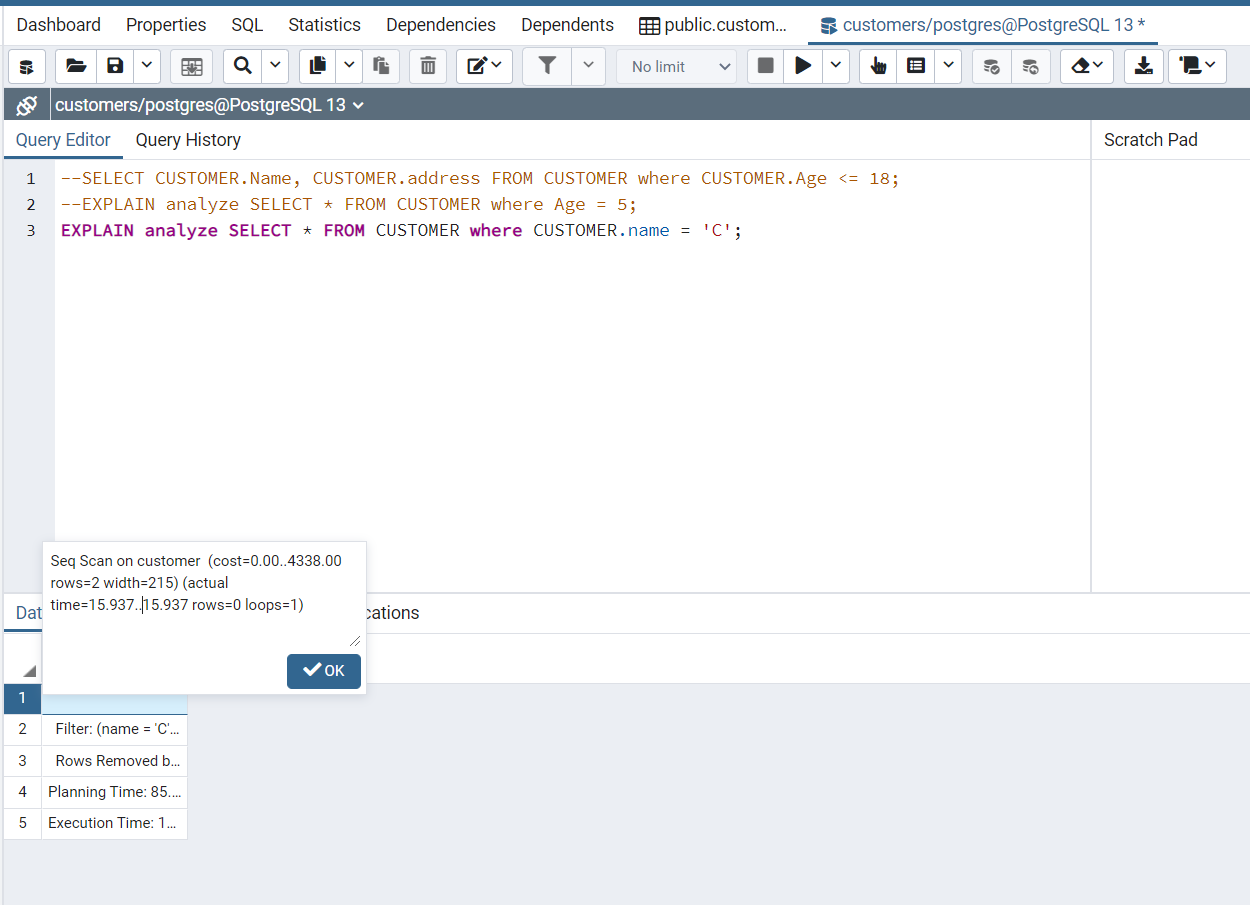 Dashboard Properties SQL Statistics Dependencies Dependents public.custom... customers/postgres@PostgreSQL 13 *
No limit
customers/postgres@PostgreSQL 13
Query Editor Query History Scratch Pad
1 --SELECT CUSTOMER.Name, CUSTOMER.address FROM CUSTOMER where CUSTOMER.Age <= 18;
2 --EXPLAIN analyze SELECT * FROM CUSTOMER where Age = 5;
3 EXPLAIN analyze SELECT * FROM CUSTOMER where CUSTOMER.name = 'C';
Seq Scan on customer (cost=0.00..4338.00
rows=2 width=215) (actual
time=15.937..15.937 rows=0 loops=1)
Dat cations
OK
1
2 Filter: (name = 'C'...
3 Rows Removed b...
4 Planning Time: 85....
5 Execution Time: 1...